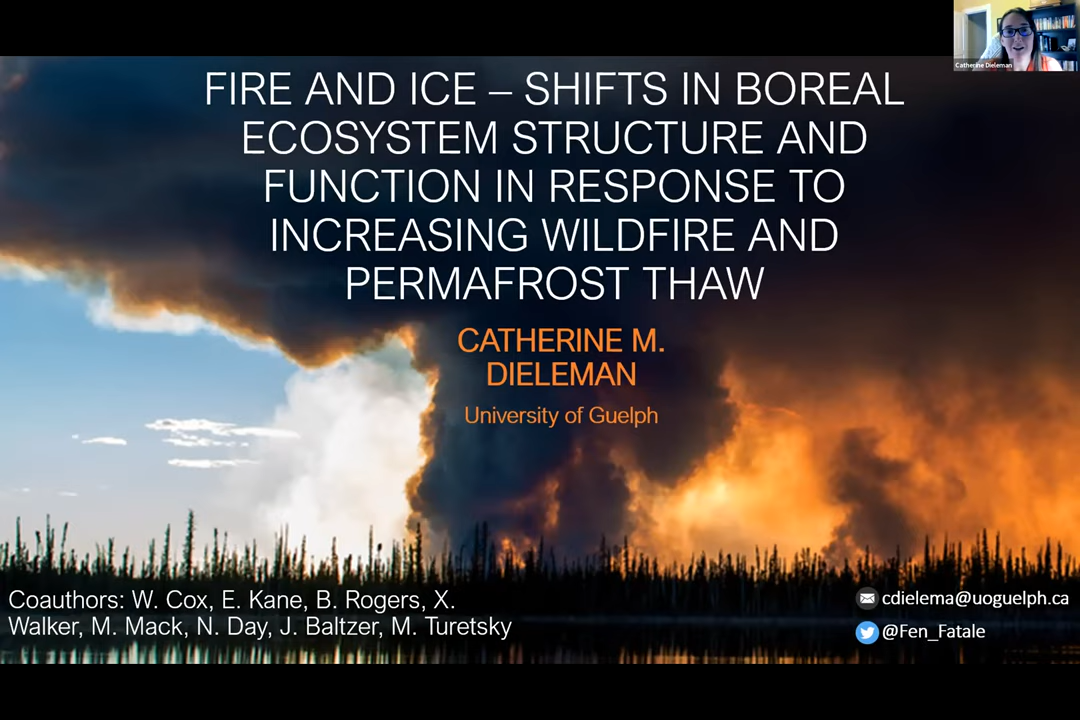 Catherine Dieleman
FIRE AND ICE – SHIFTS IN BOREAL
ECOSYSTEM STRUCTURE AND
FUNCTION IN RESPONSE TO
INCREASING WILDFIRE AND
PERMAFROST THAW
CATHERINE M.
DIELEMAN
University of Guelph
Coauthors: W. Cox, E. Kane, B. Rogers, X.
Walker, M. Mack, N. Day, J. Baltzer, M. Turetsky
cdielema@uoguelph.ca
@Fen_Fatale